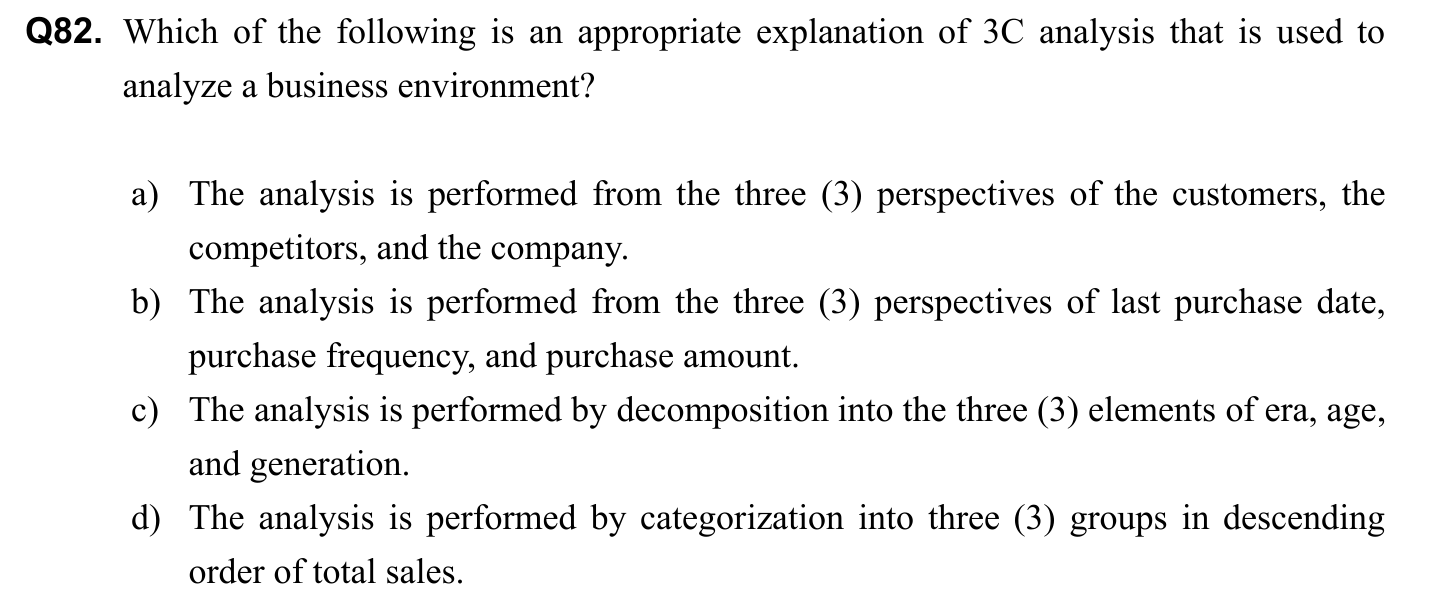 Q82. Which of the following is an appropriate explanation of 3C analysis that is used to
analyze a business environment?
a) The analysis is performed from the three (3) perspectives of the customers, the
competitors, and the company.
b) The analysis is performed from the three (3) perspectives of last purchase date,
purchase frequency, and purchase amount.
c) The analysis is performed by decomposition into the three (3) elements of era, age,
and generation.
d) The analysis is performed by categorization into three (3) groups in descending
order of total sales.